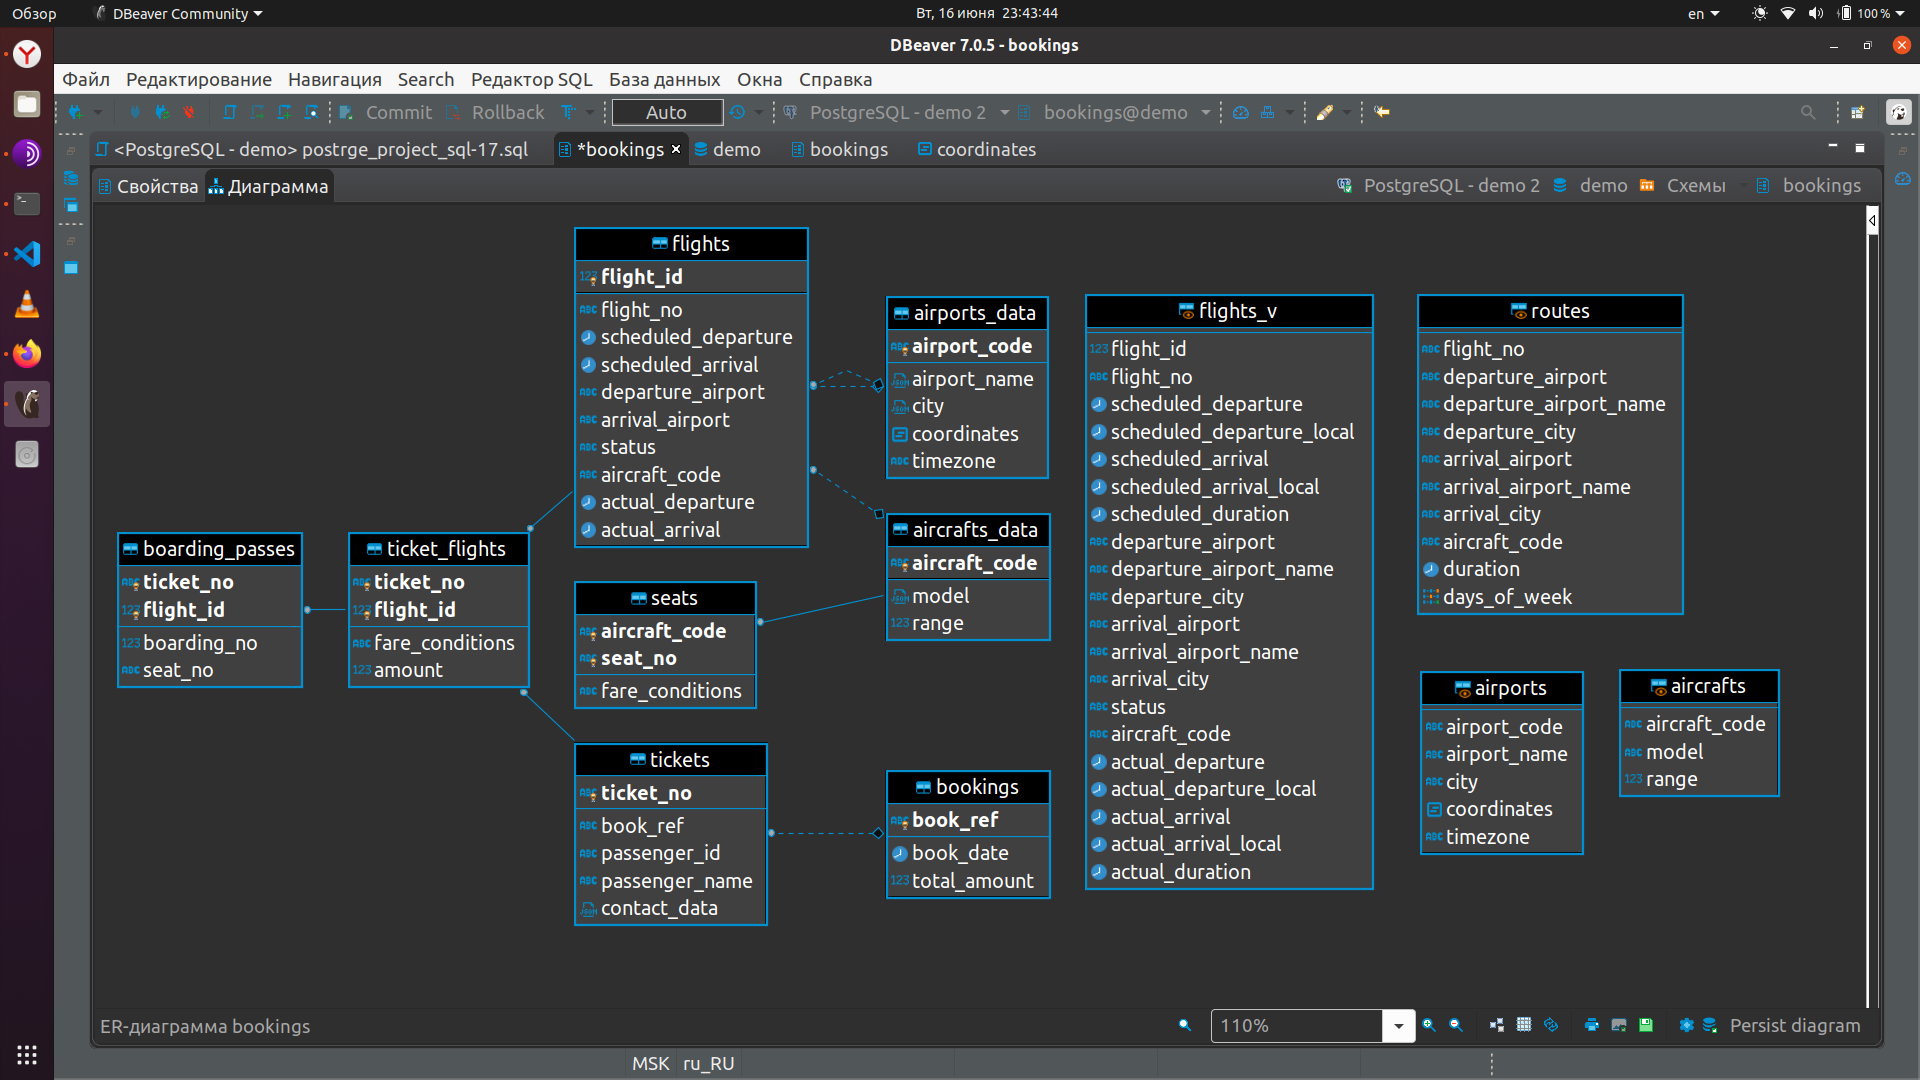 Обзор
DBeaver Community
Вт, 16 июня 23:43:44
en
100 %
DBeaver 7.0.5 - bookings
Файл Редактирование Навигация Search Редактор SQL База данных Окна Справка
Commit Rollback Auto PostgreSQL - demo 2 bookings@demo
<PostgreSQL - demo> postrge_project_sql-17.sql *bookings demo bookings coordinates
Свойства Диаграмма PostgreSQL - demo 2 demo Схемы bookings
boarding_passes
ticket_no
flight_id
boarding_no
seat_no
ticket_flights
ticket_no
flight_id
fare_conditions
amount
flights
flight_id
flight_no
scheduled_departure
scheduled_arrival
departure_airport
arrival_airport
status
aircraft_code
actual_departure
actual_arrival
seats
aircraft_code
seat_no
fare_conditions
tickets
ticket_no
book_ref
passenger_id
passenger_name
contact_data
airports_data
airport_code
airport_name
city
coordinates
timezone
aircrafts_data
aircraft_code
model
range
bookings
book_ref
book_date
total_amount
flights_v
flight_id
flight_no
scheduled_departure
scheduled_departure_local
scheduled_arrival
scheduled_arrival_local
scheduled_duration
departure_airport
departure_airport_name
departure_city
arrival_airport
arrival_airport_name
arrival_city
status
aircraft_code
actual_departure
actual_departure_local
actual_arrival
actual_arrival_local
actual_duration
routes
flight_no
departure_airport
departure_airport_name
departure_city
arrival_airport
arrival_airport_name
arrival_city
aircraft_code
duration
days_of_week
airports
airport_code
airport_name
city
coordinates
timezone
aircrafts
aircraft_code
model
range
ER-диаграмма bookings
110%
Persist diagram
MSK ru_RU